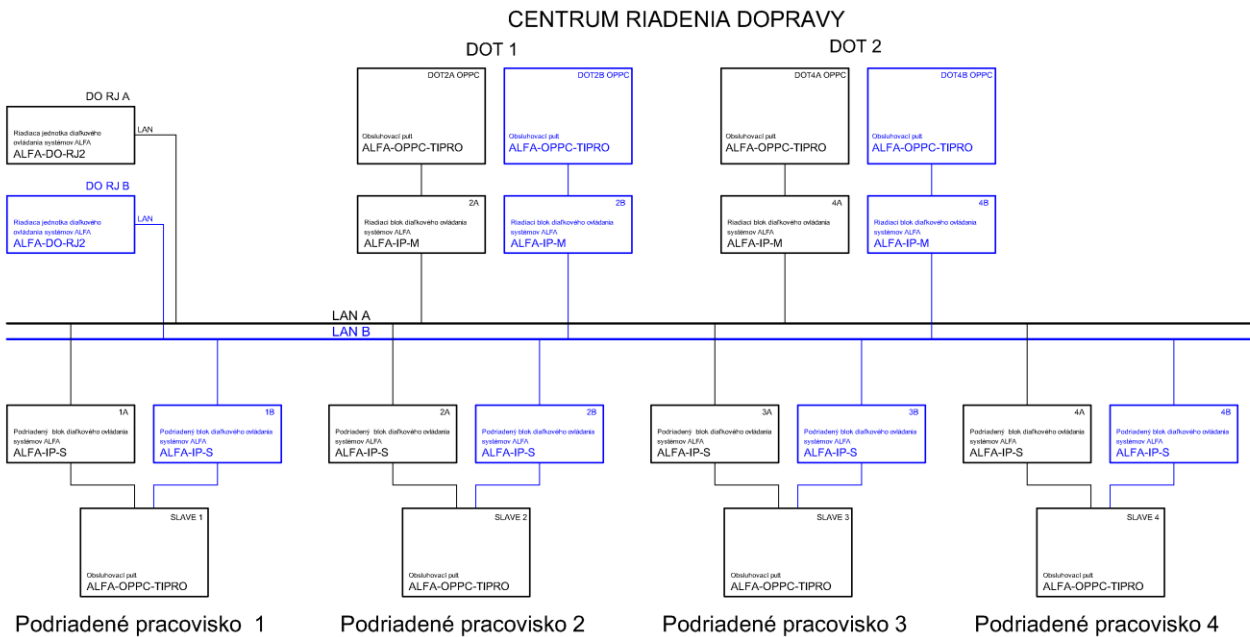 CENTRUM RIADENIA DOPRAVY
DOT 1
DOT 2
DO RJ A
LAN
Riadiaca jednotka diaľkového
ovládania systémov ALFA
ALFA-DO-RJ2
DO RJ B
LAN
Riadiaca jednotka diaľkového
ovládania systémov ALFA
ALFA-DO-RJ2
DOT2A OPPC
Obsluhovací pult
ALFA-OPPC-TIPRO
DOT2B OPPC
Obsluhovací pult
ALFA-OPPC-TIPRO
DOT4A OPPC
Obsluhovací pult
ALFA-OPPC-TIPRO
DOT4B OPPC
Obsluhovací pult
ALFA-OPPC-TIPRO
2A
Riadiaci blok diaľkového ovládania
systémov ALFA
ALFA-IP-M
2B
Riadiaci blok diaľkového ovládania
systémov ALFA
ALFA-IP-M
4A
Riadiaci blok diaľkového ovládania
systémov ALFA
ALFA-IP-M
4B
Riadiaci blok diaľkového ovládania
systémov ALFA
ALFA-IP-M
LAN A
LAN B
1A
Podriadený blok diaľkového ovládania
systémov ALFA
ALFA-IP-S
1B
Podriadený blok diaľkového ovládania
systémov ALFA
ALFA-IP-S
2A
Podriadený blok diaľkového ovládania
systémov ALFA
ALFA-IP-S
2B
Podriadený blok diaľkového ovládania
systémov ALFA
ALFA-IP-S
3A
Podriadený blok diaľkového ovládania
systémov ALFA
ALFA-IP-S
3B
Podriadený blok diaľkového ovládania
systémov ALFA
ALFA-IP-S
4A
Podriadený blok diaľkového ovládania
systémov ALFA
ALFA-IP-S
4B
Podriadený blok diaľkového ovládania
systémov ALFA
ALFA-IP-S
SLAVE 1
Obsluhovací pult
ALFA-OPPC-TIPRO
SLAVE 2
Obsluhovací pult
ALFA-OPPC-TIPRO
SLAVE 3
Obsluhovací pult
ALFA-OPPC-TIPRO
SLAVE 4
Obsluhovací pult
ALFA-OPPC-TIPRO
Podriadené pracovisko 1
Podriadené pracovisko 2
Podriadené pracovisko 3
Podriadené pracovisko 4